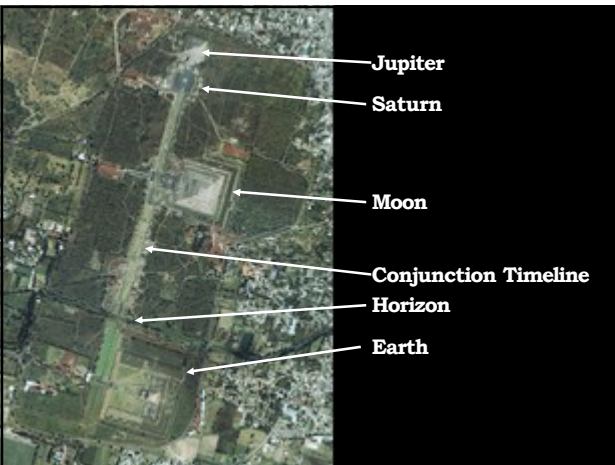 Jupiter
Saturn
Moon
Conjunction Timeline
Horizon
Earth